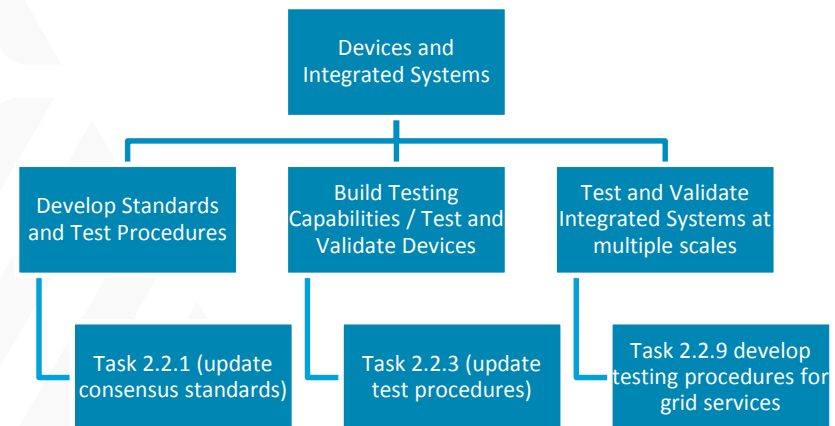 Devices and
Integrated Systems
Develop Standards
and Test Procedures
Build Testing
Capabilities / Test and
Validate Devices
Test and Validate
Integrated Systems at
multiple scales
Task 2.2.1 (update
consensus standards)
Task 2.2.3 (update
test procedures)
Task 2.2.9 develop
testing procedures for
grid services